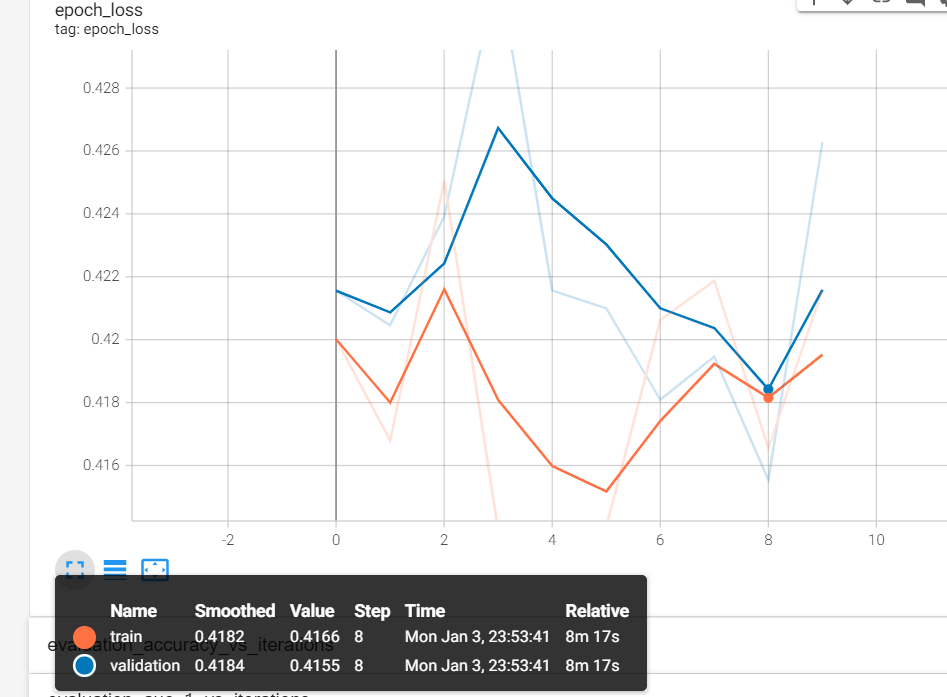 epoch_loss
tag: epoch_loss
0.428
0.426
0.424
0.422
0.42
0.418
0.416
-2 0 2 4 6 8 10
Name Smoothed Value Step Time Relative
train 0.4182 0.4166 8 Mon Jan 3, 23:53:41 8m 17s
evaluation_accuracy_vs_iterations
validation 0.4184 0.4155 8 Mon Jan 3, 23:53:41 8m 17s